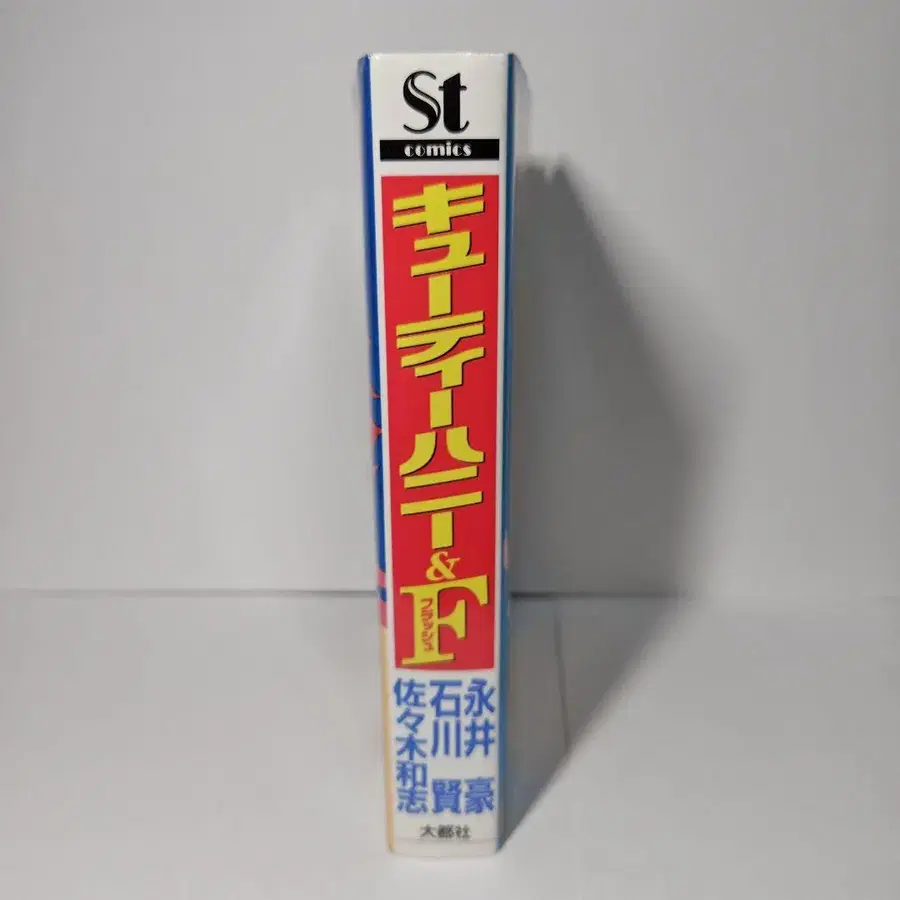 St
comics
キューティーハニー
&
F
フラッシュ
永井 豪
石川 賢
佐々木和志
大都社